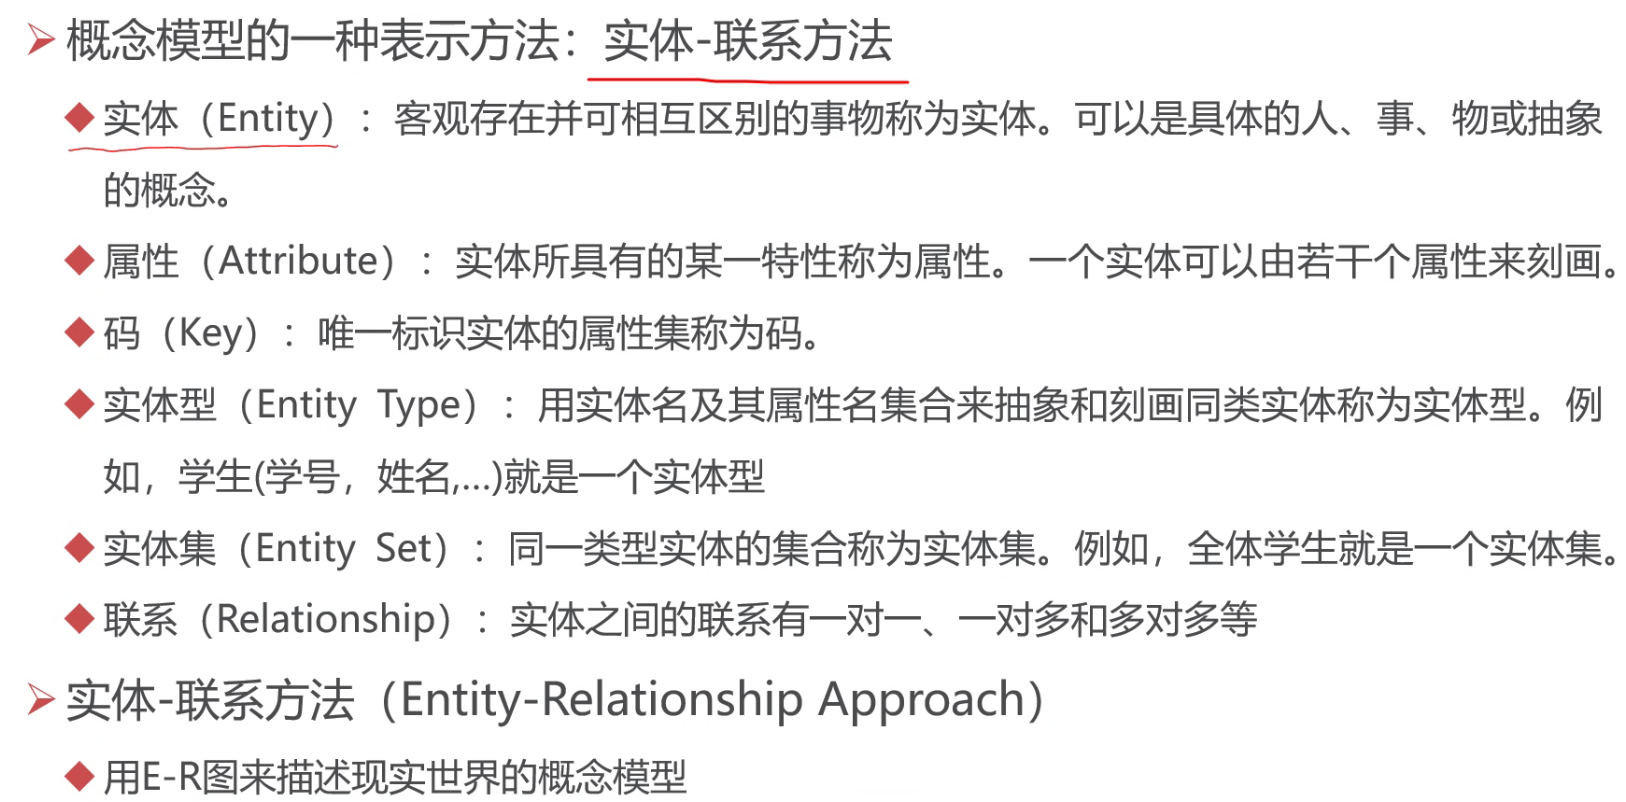 概念模型的一种表示方法：实体-联系方法
实体（Entity）：客观存在并可相互区别的事物称为实体。可以是具体的人、事、物或抽象
的概念。
属性（Attribute）：实体所具有的某一特性称为属性。一个实体可以由若干个属性来刻画。
码（Key）：唯一标识实体的属性集称为码。
实体型（Entity Type）：用实体名及其属性名集合来抽象和刻画同类实体称为实体型。例
如，学生(学号，姓名,...)就是一个实体型
实体集（Entity Set）：同一类型实体的集合称为实体集。例如，全体学生就是一个实体集。
联系（Relationship）：实体之间的联系有一对一、一对多和多对多等
实体-联系方法（Entity-Relationship Approach）
用E-R图来描述现实世界的概念模型